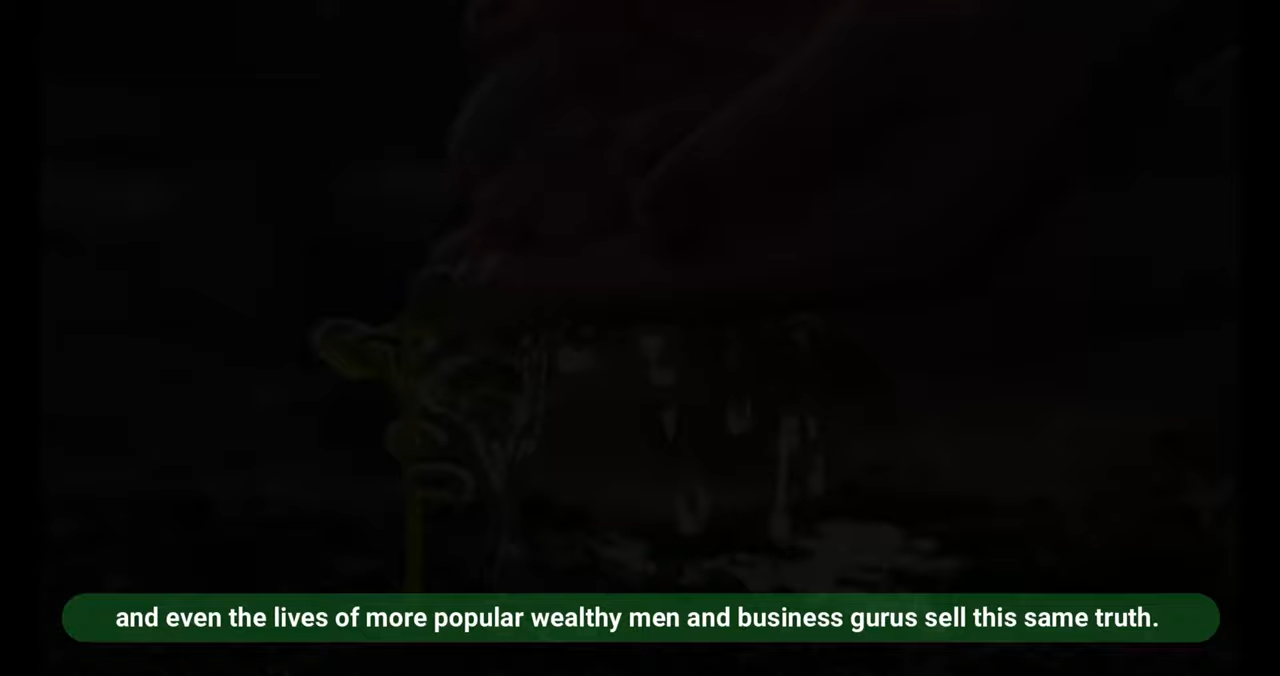 and even the lives of more popular wealthy men and business gurus sell this same truth.